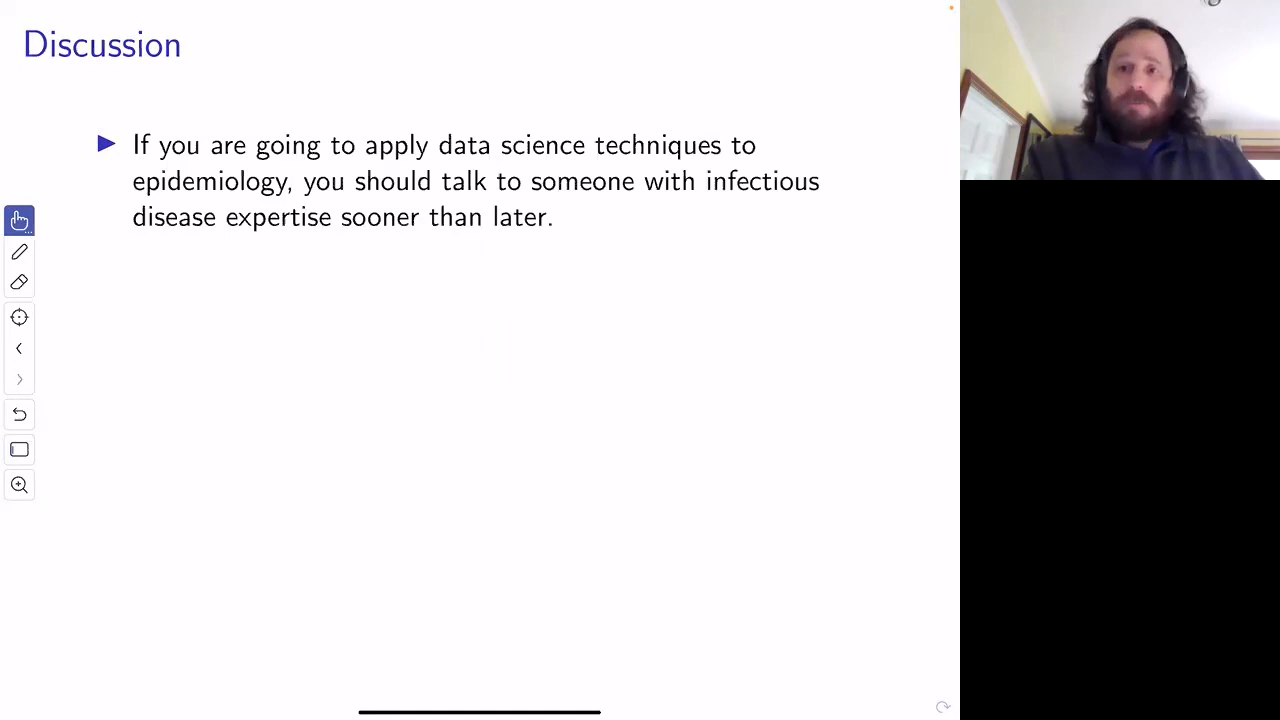 Discussion
If you are going to apply data science techniques to
epidemiology, you should talk to someone with infectious
disease expertise sooner than later.